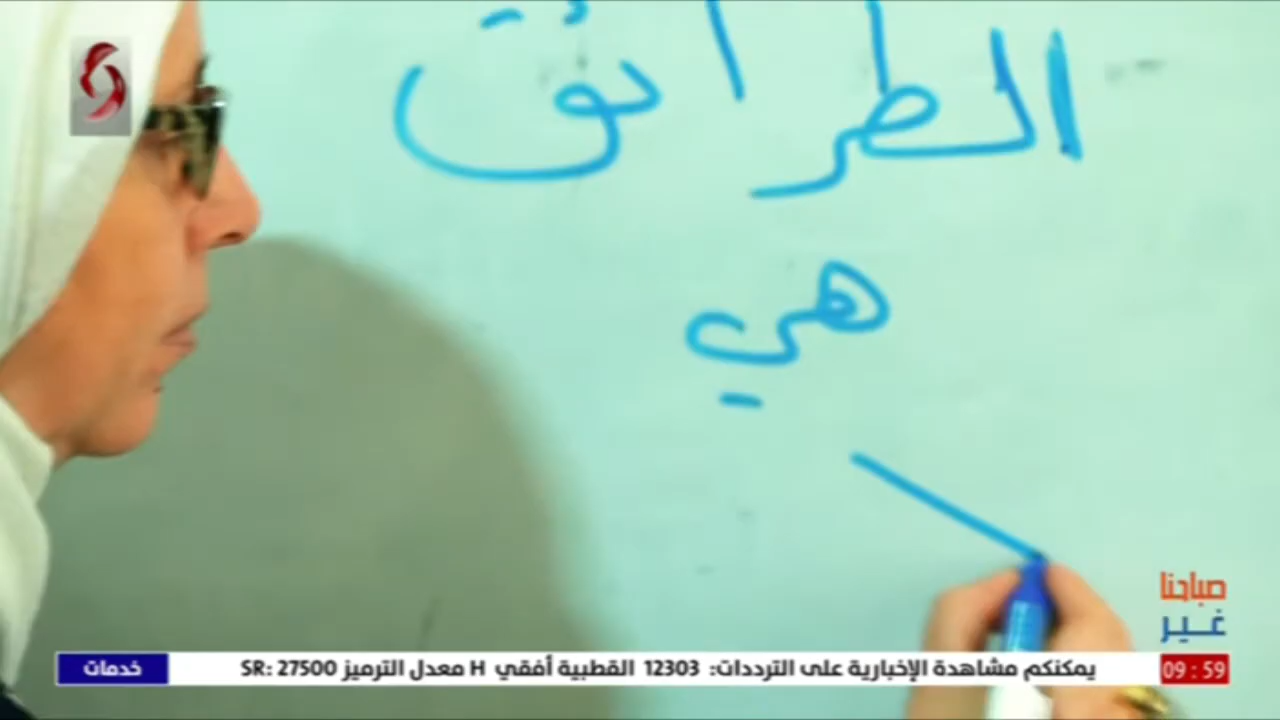 الطرائق
هي
صباحنا
غير
يمكنكم مشاهدة الإخبارية على الترددات: 12303 القطبية أفقي H معدل الترميز SR: 27500
خدمات
09 : 59